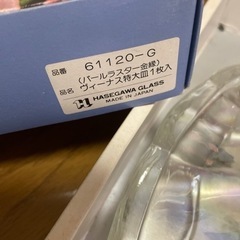 品番 61120-G
品名 (パールラスター金縁)
ヴィーナス特大皿1枚入
HASEGAWA GLASS
MADE IN JAPAN